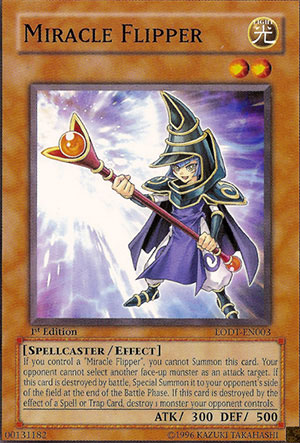 MIRACLE FLIPPER
LIGHT
光
1st Edition
LODT-EN003
[SPELLCASTER / EFFECT]
If you control a "Miracle Flipper", you cannot Summon this card. Your
opponent cannot select another face-up monster as an attack target. If
this card is destroyed by battle, Special Summon it to your opponent's side
of the field at the end of the Battle Phase. If this card is destroyed by the
effect of a Spell or Trap Card, destroy 1 monster your opponent controls.
ATK/ 300 DEF/ 500
00131182
©1996 KAZUKI TAKAHASHI